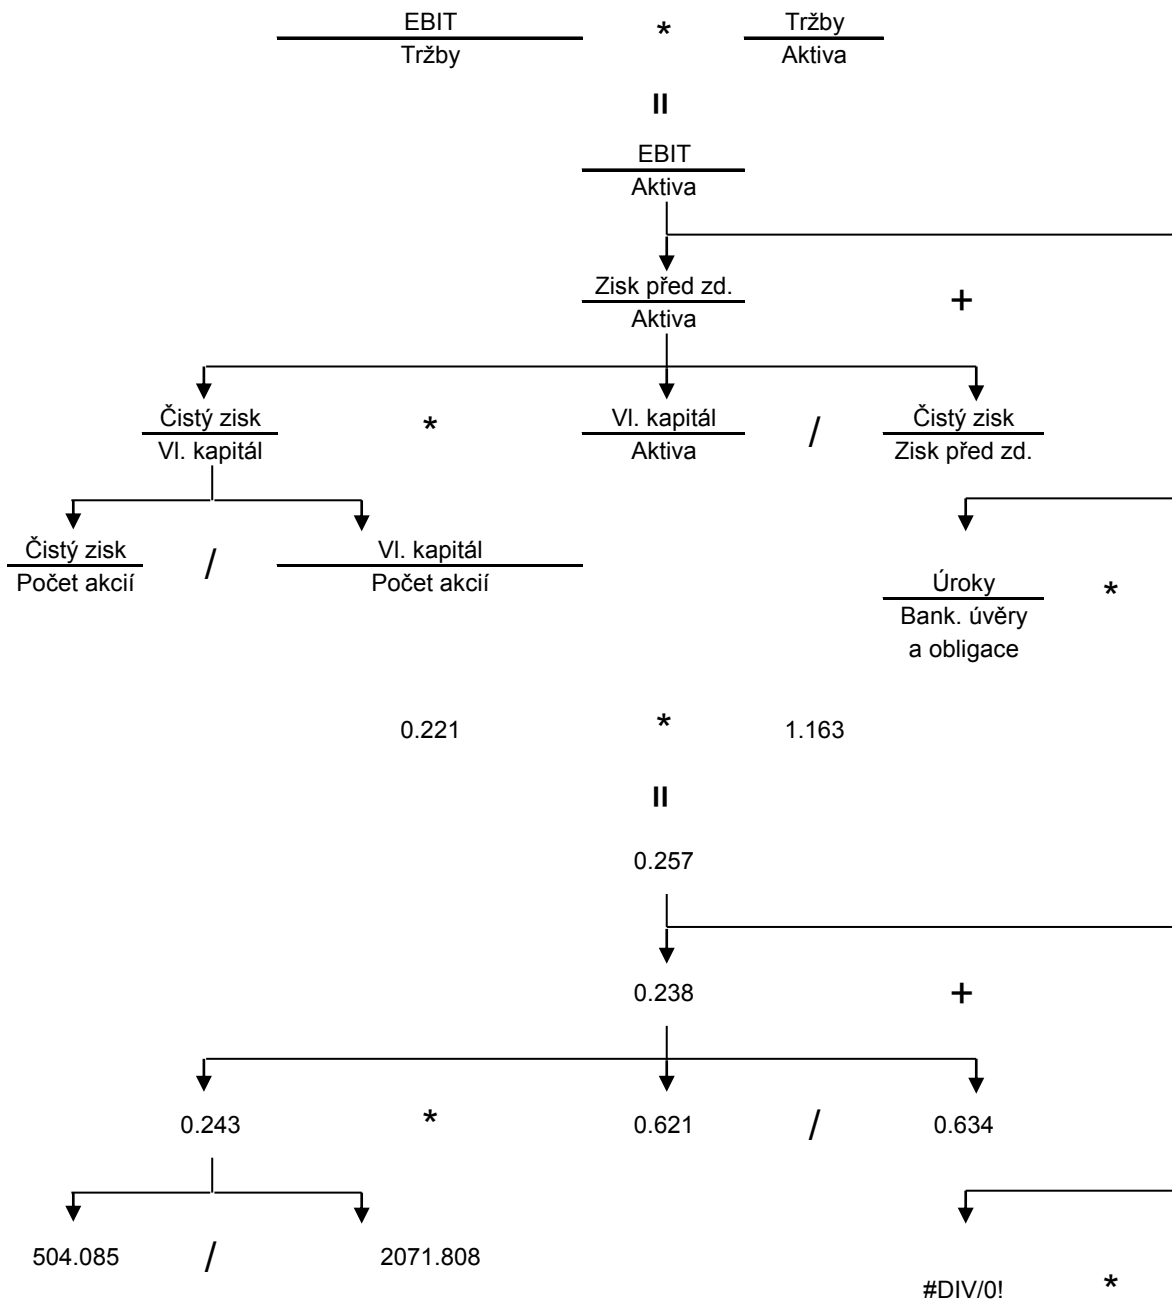 EBIT * Tržby
Tržby Aktiva
=
EBIT
Aktiva
Zisk před zd. +
Aktiva
Čistý zisk * Vl. kapitál / Čistý zisk
Vl. kapitál Aktiva Zisk před zd.
Čistý zisk / Vl. kapitál
Počet akcií Počet akcií
Úroky *
Bank. úvěry
a obligace
0.221 * 1.163
=
0.257
0.238 +
0.243 * 0.621 / 0.634
504.085 / 2071.808
#DIV/0! *